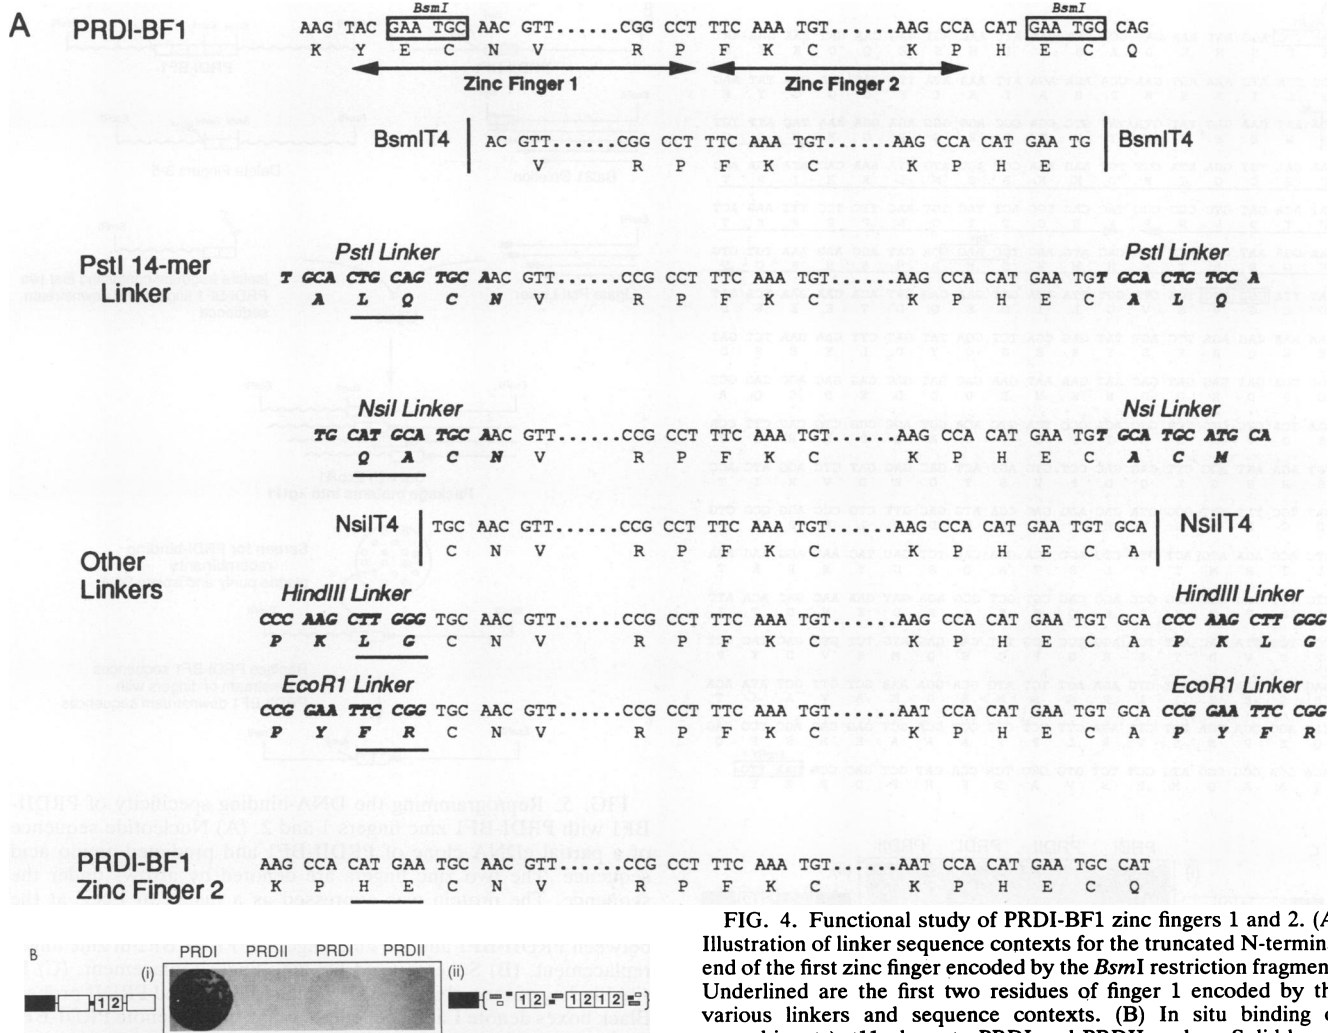 A
PRDI-BF1
BsmI
BsmI
AAG TAC GAA TGC AAC GTT......CGG CCT TTC AAA TGT......AAG CCA CAT GAA TGG CAG
K Y E C N V R P F K C K P H E C Q
Zinc Finger 1
Zinc Finger 2
BsmIT4
AC GTT......CGG CCT TTC AAA TGT......AAG CCA CAT GAA TG
BsmIT4
V R P F K C K P H E
PstI 14-mer
Linker
PstI Linker
PstI Linker
T GCA CTG CAG TGC AAC GTT......CCG CCT TTC AAA TGT......AAG CCA CAT GAA TGT GCA CTG TGC A
A L Q C N V R P F K C K P H E C A L Q
NsiI Linker
Nsi Linker
TG CAT GCA TGC AAC GTT......CCG CCT TTC AAA TGT......AAG CCA CAT GAA TGT GCA TGC ATG CA
Q A C N V R P F K C K P H E C A C M
Other
Linkers
NsiIT4
TGC AAC GTT......CCG CCT TTC AAA TGT......AAG CCA CAT GAA TGT GCA
NsiIT4
C N V R P F K C K P H E C A
HindIII Linker
HindIII Linker
CCC AAG CTT GGG TGC AAC GTT......CCG CCT TTC AAA TGT......AAG CCA CAT GAA TGT GCA CCC AAG CTT GGG
P K L G C N V R P F K C K P H E C A P K L G
EcoR1 Linker
EcoR1 Linker
CCG GAA TTC CGG TGC AAC GTT......CCG CCT TTC AAA TGT......AAT CCA CAT GAA TGT GCA CCG GAA TTC CGG
P Y F R C N V R P F K C K P H E C A P Y F R
PRDI-BF1
Zinc Finger 2
AAG CCA CAT GAA TGC AAC GTT......CCG CCT TTC AAA TGT......AAT CCA CAT GAA TGC CAT
K P H E C N V R P F K C K P H E C Q
B
(i)
PRDI PRDII PRDI PRDII
(ii)
1 2
1 2 1 2 1 2
FIG. 4. Functional study of PRDI-BF1 zinc fingers 1 and 2. (A
Illustration of linker sequence contexts for the truncated N-termin
end of the first zinc finger encoded by the BsmI restriction fragmen
Underlined are the first two residues of finger 1 encoded by th
various linkers and sequence contexts. (B) In situ binding o